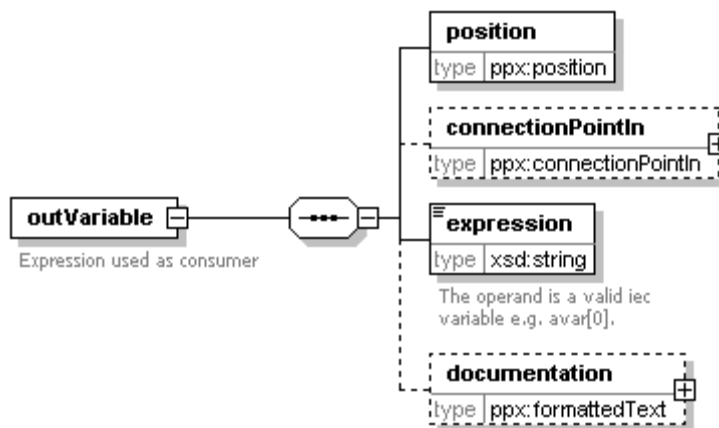 position
type ppx:position
connectionPointIn
type ppx:connectionPointIn
outVariable
Expression used as consumer
expression
type xsd:string
The operand is a valid iec
variable e.g. avar[0].
documentation
type ppx:formattedText